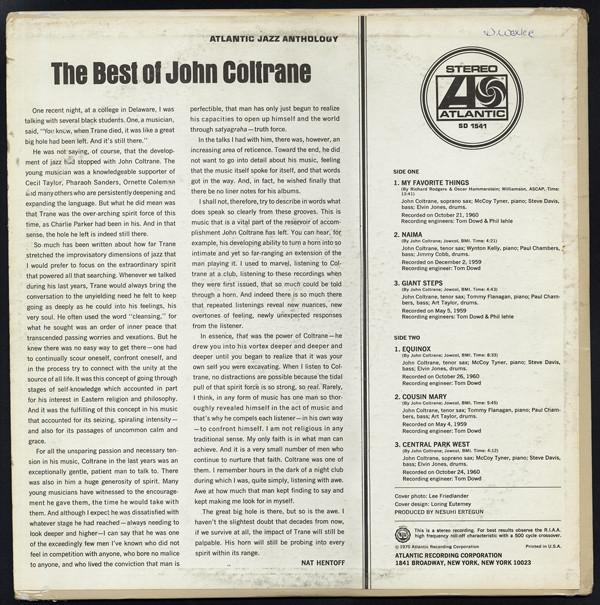 W. Wexler
ATLANTIC JAZZ ANTHOLOGY
The Best of John Coltrane
One recent night, at a college in Delaware, I was
talking with several black students. One, a musician,
said, "You know, when Trane died, it was like a great
big hole had been left. And it's still there."
He was not saying, of course, that the develop-
ment of jazz had stopped with John Coltrane. The
young musician was a knowledgeable supporter of
Cecil Taylor, Pharoah Sanders, Ornette Coleman
and many others who are persistently deepening and
expanding the language. But what he did mean was
that Trane was the over-arching spirit force of this
time, as Charlie Parker had been in his. And in that
sense, the hole he left is indeed still there.
So much has been written about how far Trane
stretched the improvisatory dimensions of jazz that
I would prefer to focus on the extraordinary spirit
that powered all that searching. Whenever we talked
during his last years, Trane would always bring the
conversation to the unyielding need he felt to keep
going as deeply as he could into his feelings, his
very soul. He often used the word "cleansing," for
what he sought was an order of inner peace that
transcended passing worries and vexations. But he
knew there was no easy way to get there—one had
to continually scour oneself, confront oneself, and
in the process try to connect with the unity at the
source of all life. It was this concept of going through
stages of self-knowledge which accounted in part
for his interest in Eastern religion and philosophy.
And it was the fulfilling of this concept in his music
that accounted for its seizing, spiraling intensity—
and also for its passages of uncommon calm and
grace.
For all the unsparing passion and necessary ten-
sion in his music, Coltrane in the last years was an
exceptionally gentle, patient man to talk to. There
was also in him a huge generosity of spirit. Many
young musicians have witnessed to the encourage-
ment he gave them, the time he would take with
them. And although I expect he was dissatisfied with
whatever stage he had reached—always needing to
look deeper and higher—I can say that he was one
of the exceedingly few men I've known who did not
feel in competition with anyone, who bore no malice
to anyone, and who lived the conviction that man is
perfectible, that man has only just begun to realize
his capacities to open up himself and the world
through satyagraha—truth force.
In the talks I had with him, there was, however, an
increasing area of reticence. Toward the end, he did
not want to go into detail about his music, feeling
that the music itself spoke for itself, and that words
got in the way. And, in fact, he wished finally that
there be no liner notes for his albums.
I shall not, therefore, try to describe in words what
does speak so clearly from these grooves. This is
music that is a vital part of the reservoir of accom-
plishment John Coltrane has left. You can hear, for
example, his developing ability to turn a horn into so
intimate and yet so far-ranging an extension of the
man playing it. I used to marvel, listening to Col-
trane at a club, listening to these recordings when
they were first issued, that so much could be told
through a horn. And indeed there is so much there
that repeated listenings reveal new nuances, new
overtones of feeling, newly unexpected responses
from the listener.
In essence, that was the power of Coltrane—he
drew you into his vortex deeper and deeper and
deeper until you began to realize that it was your
own self you were excavating. When I listen to Col-
trane, no distractions are possible because the tidal
pull of that spirit force is so strong, so real. Rarely,
I think, in any form of music has one man so thor-
oughly revealed himself in the act of music and
that's why he compels each listener—in his own way
—to confront himself. I am not religious in any
traditional sense. My only faith is in what man can
achieve. And it is a very small number of men who
continue to nurture that faith. Coltrane was one of
them. I remember hours in the dark of a night club
during which I was, quite simply, listening with awe.
Awe at how much that man kept finding to say and
kept making me look for in myself.
The great big hole is there, but so is the awe. I
haven't the slightest doubt that decades from now,
if we survive at all, the impact of Trane will still be
palpable. His horn will still be probing into every
spirit within its range.
NAT HENTOFF
STEREO
ATLANTIC
SD 1541
SIDE ONE
1. MY FAVORITE THINGS
(By Richard Rodgers & Oscar Hammerstein; Williamson, ASCAP, Time:
13:41)
John Coltrane, soprano sax; McCoy Tyner, piano; Steve Davis,
bass; Elvin Jones, drums.
Recorded on October 21, 1960
Recording engineers: Tom Dowd & Phil Iehle
2. NAIMA
(By John Coltrane; Jowcol, BMI. Time: 4:21)
John Coltrane, tenor sax; Wynton Kelly, piano; Paul Chambers,
bass; Jimmy Cobb, drums.
Recorded on December 2, 1959
Recording engineer: Tom Dowd
3. GIANT STEPS
(By John Coltrane; Jowcol, BMI. Time: 4:43)
John Coltrane, tenor sax; Tommy Flanagan, piano; Paul Cham-
bers, bass; Art Taylor, drums.
Recorded on May 5, 1959
Recording engineers: Tom Dowd & Phil Iehle
SIDE TWO
1. EQUINOX
(By John Coltrane; Jowcol, BMI. Time: 8:33)
John Coltrane, tenor sax; McCoy Tyner, piano; Steve Davis,
bass; Elvin Jones, drums.
Recorded on October 26, 1960
Recording engineer: Tom Dowd
2. COUSIN MARY
(By John Coltrane; Jowcol, BMI. Time: 5:45)
John Coltrane, tenor sax; Tommy Flanagan, piano; Paul Cham-
bers, bass; Art Taylor, drums.
Recorded on May 4, 1959
Recording engineer: Tom Dowd
3. CENTRAL PARK WEST
(By John Coltrane; Jowcol, BMI. Time: 4:12)
John Coltrane, soprano sax; McCoy Tyner, piano; Steve Davis,
bass; Elvin Jones, drums.
Recorded on October 24, 1960
Recording engineer: Tom Dowd
Cover photo: Lee Friedlander
Cover design: Loring Eutemey
PRODUCED BY NESUHI ERTEGUN
This is a stereo recording. For best results observe the R.I.A.A.
high frequency roll-off characteristic with a 500 cycle crossover.
© 1970 Atlantic Recording Corporation Printed in U.S.A.
ATLANTIC RECORDING CORPORATION
1841 BROADWAY, NEW YORK, NEW YORK 10023